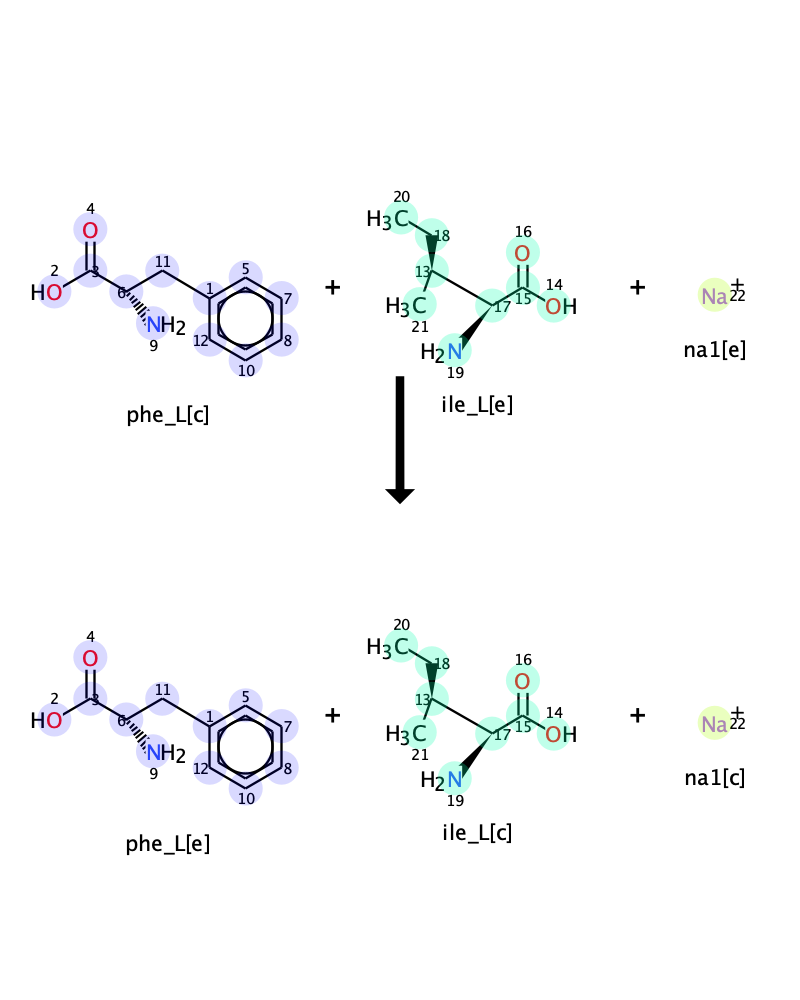 4
O
2
HO
3
6
11
NH2
9
1
5
7
8
10
12
phe_L[c]
+
20
H3C
18
13
H3C
21
17
H2N
19
16
O
15
14
OH
ile_L[e]
+
Na+
22
na1[e]
4
O
2
HO
3
6
11
NH2
9
1
5
7
8
10
12
phe_L[e]
+
20
H3C
18
13
H3C
21
17
H2N
19
16
O
15
14
OH
ile_L[c]
+
Na+
22
na1[c]